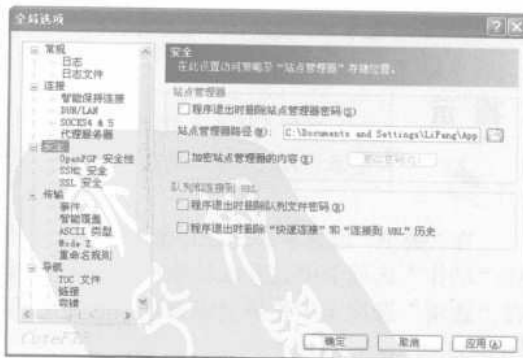 全局选项
常规
日志
日志文件
连接
智能保持连接
DUN/LAN
SOCKS4 & 5
代理服务器
安全
OpenPGP 安全性
SSH2 安全
SSL 安全
传输
事件
智能覆盖
ASCII 类型
Mode Z
重命名规则
导航
TOC 文件
链接
容错
CuteFTP
安全
在此设置访问策略和“站点管理器”存储位置。
站点管理器
程序退出时删除站点管理器密码(S)
站点管理器路径(M): C:\Documents and Settings\LiFang\App
加密站点管理器的内容(E)
队列和连接到 URL
程序退出时删除队列文件密码(Q)
程序退出时删除“快速连接”和“连接到 URL”历史
确定 取消 应用(A)